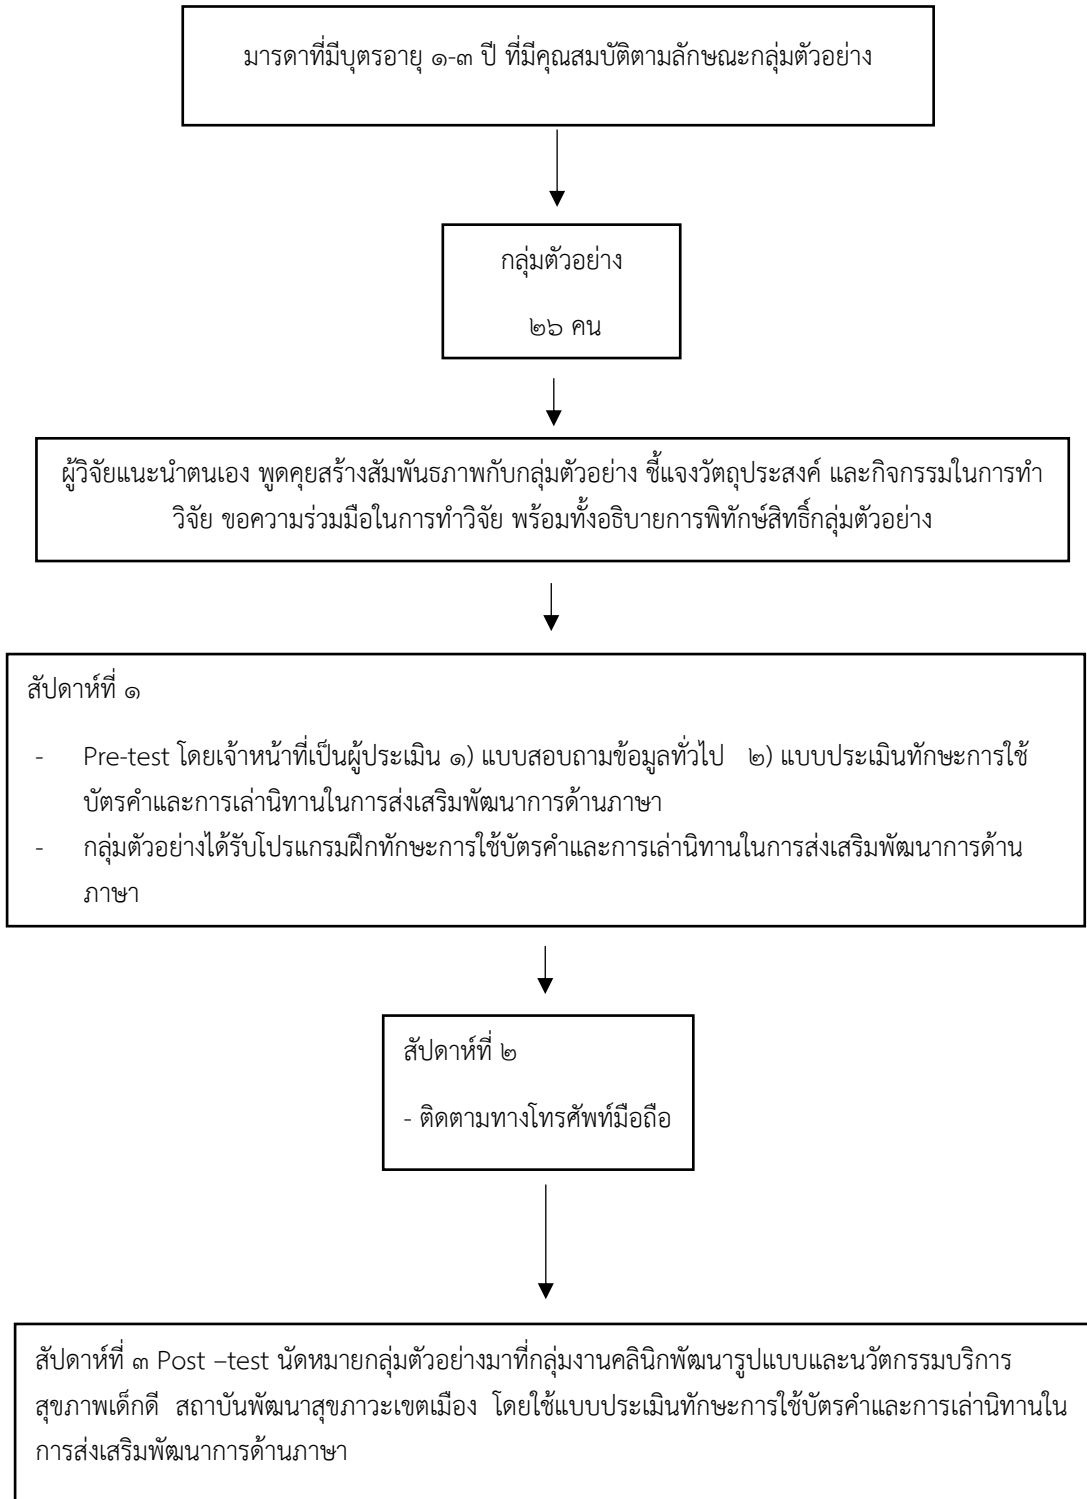 มารดาที่มีบุตรอายุ ๑-๓ ปี ที่มีคุณสมบัติตามลักษณะกลุ่มตัวอย่าง
กลุ่มตัวอย่าง
๒๖ คน
ผู้วิจัยแนะนำตนเอง พูดคุยสร้างสัมพันธภาพกับกลุ่มตัวอย่าง ชี้แจงวัตถุประสงค์ และกิจกรรมในการทำ
วิจัย ขอความร่วมมือในการทำวิจัย พร้อมทั้งอธิบายการพิทักษ์สิทธิ์กลุ่มตัวอย่าง
สัปดาห์ที่ ๑
- Pre-test โดยเจ้าหน้าที่เป็นผู้ประเมิน ๑) แบบสอบถามข้อมูลทั่วไป ๒) แบบประเมินทักษะการใช้
บัตรคำและการเล่านิทานในการส่งเสริมพัฒนาการด้านภาษา
- กลุ่มตัวอย่างได้รับโปรแกรมฝึกทักษะการใช้บัตรคำและการเล่านิทานในการส่งเสริมพัฒนาการด้าน
ภาษา
สัปดาห์ที่ ๒
- ติดตามทางโทรศัพท์มือถือ
สัปดาห์ที่ ๓ Post –test นัดหมายกลุ่มตัวอย่างมาที่กลุ่มงานคลินิกพัฒนารูปแบบและนวัตกรรมบริการ
สุขภาพเด็กดี สถาบันพัฒนาสุขภาวะเขตเมือง โดยใช้แบบประเมินทักษะการใช้บัตรคำและการเล่านิทานใน
การส่งเสริมพัฒนาการด้านภาษา